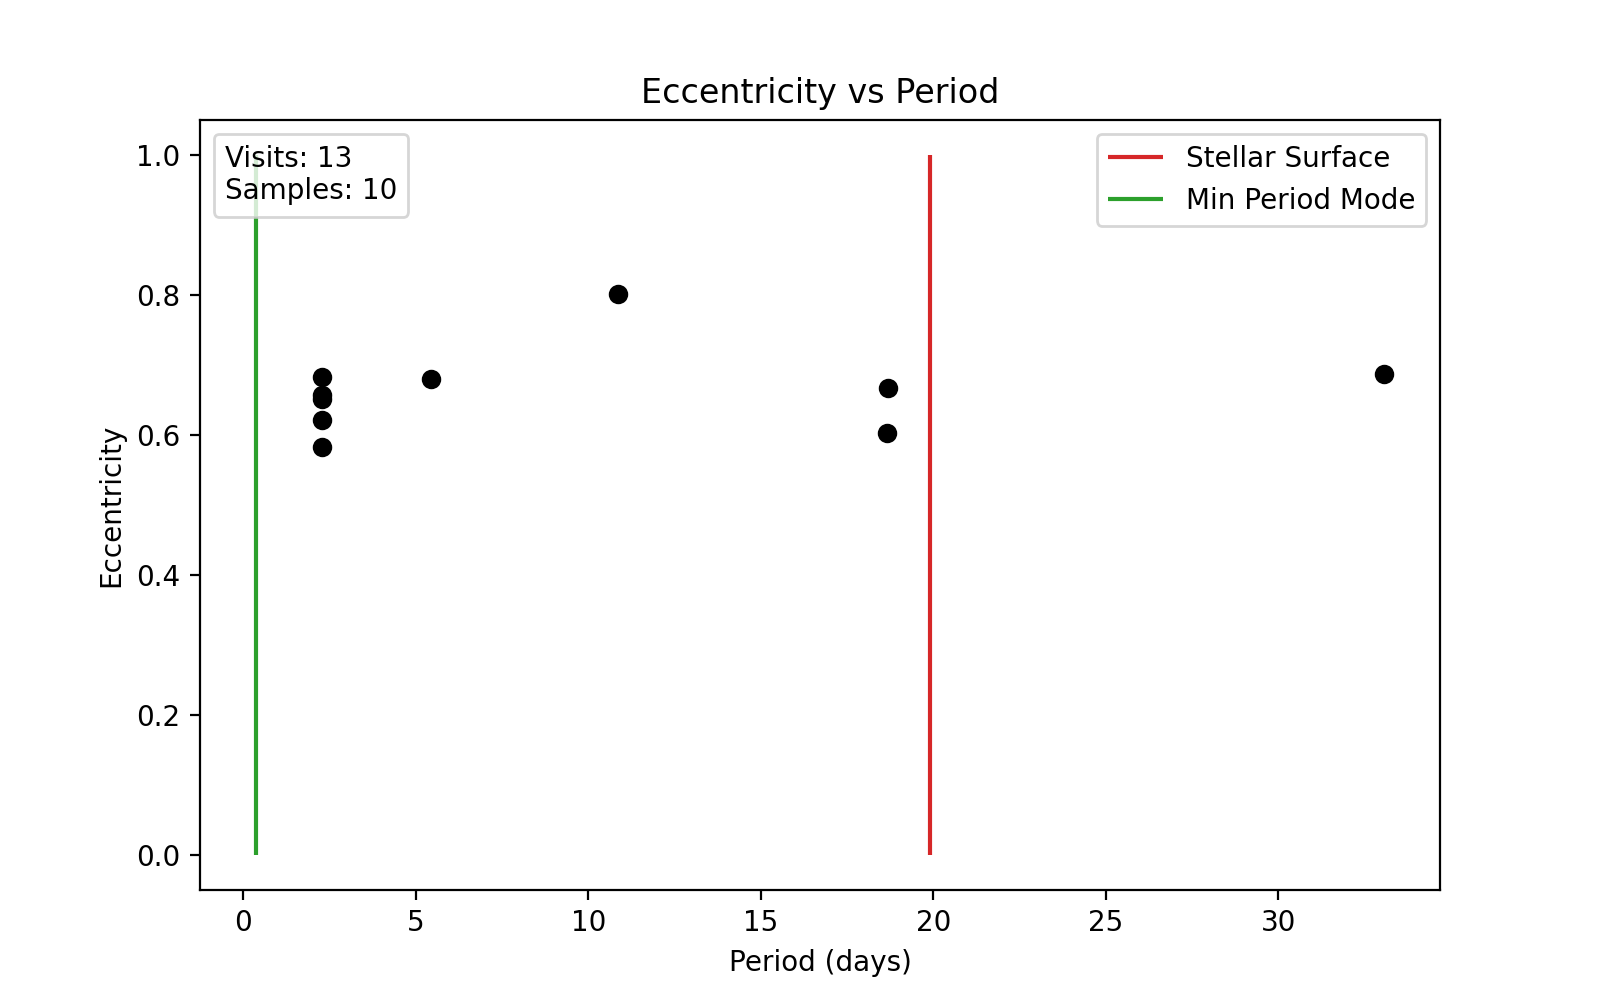 Eccentricity vs Period
Visits: 13
Samples: 10
Stellar Surface
Min Period Mode
1.0
0.8
0.6
0.4
0.2
0.0
Eccentricity
0 5 10 15 20 25 30
Period (days)